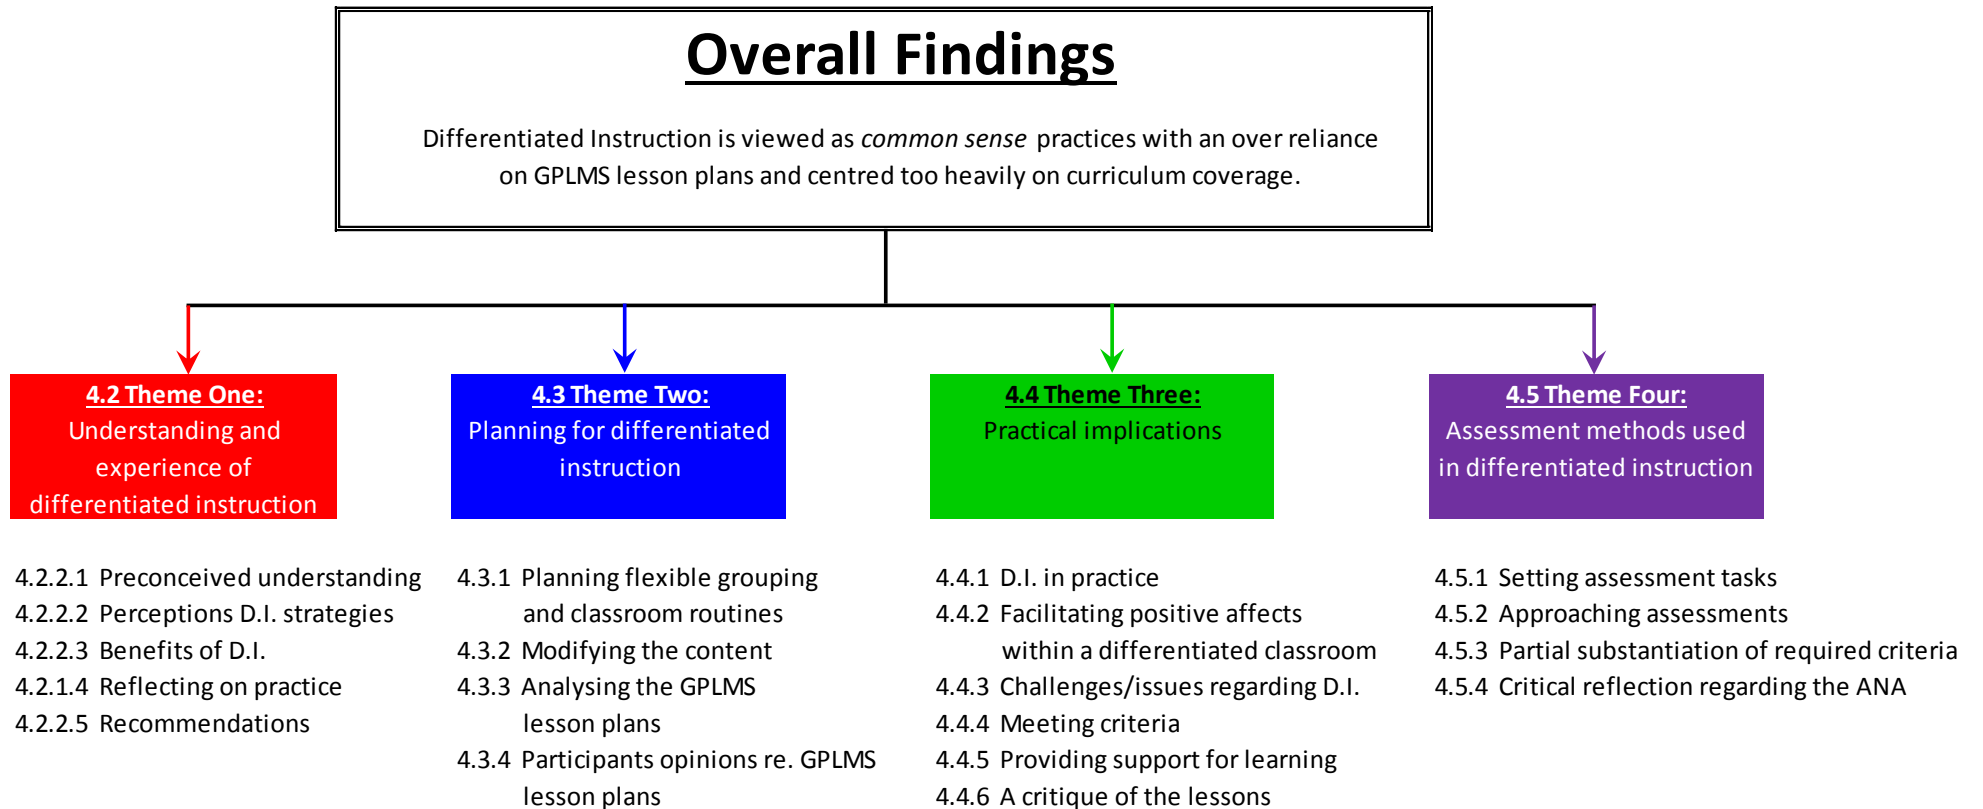 Overall Findings
Differentiated Instruction is viewed as common sense practices with an over reliance
on GPLMS lesson plans and centred too heavily on curriculum coverage.
4.2 Theme One:
Understanding and
experience of
differentiated instruction
4.2.2.1 Preconceived understanding
4.2.2.2 Perceptions D.I. strategies
4.2.2.3 Benefits of D.I.
4.2.1.4 Reflecting on practice
4.2.2.5 Recommendations
4.3 Theme Two:
Planning for differentiated
instruction
4.3.1 Planning flexible grouping
and classroom routines
4.3.2 Modifying the content
4.3.3 Analysing the GPLMS
lesson plans
4.3.4 Participants opinions re. GPLMS
lesson plans
4.4 Theme Three:
Practical implications
4.4.1 D.I. in practice
4.4.2 Facilitating positive affects
within a differentiated classroom
4.4.3 Challenges/issues regarding D.I.
4.4.4 Meeting criteria
4.4.5 Providing support for learning
4.4.6 A critique of the lessons
4.5 Theme Four:
Assessment methods used
in differentiated instruction
4.5.1 Setting assessment tasks
4.5.2 Approaching assessments
4.5.3 Partial substantiation of required criteria
4.5.4 Critical reflection regarding the ANA